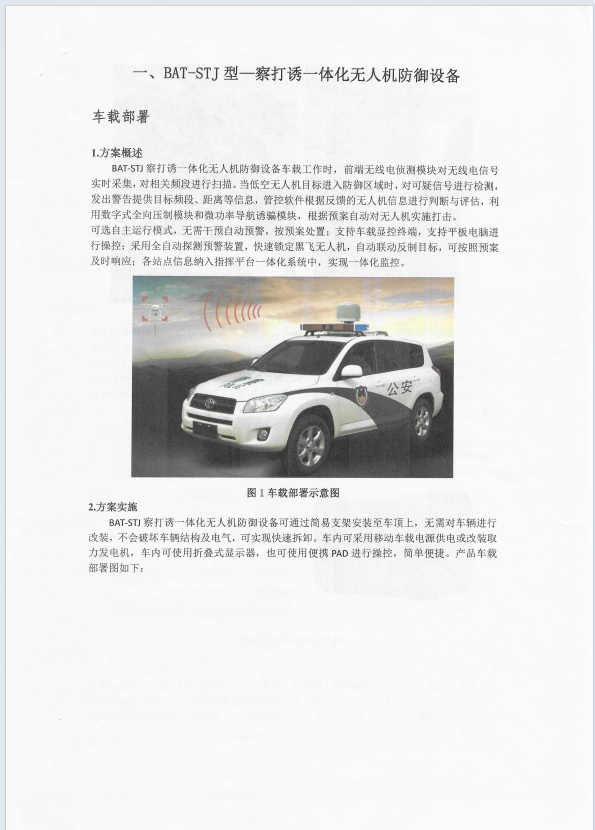 一、BAT-STJ 型—察打诱一体化无人机防御设备
车载部署
1.方案概述
BAT-STJ 察打诱一体化无人机防御设备车载工作时，前端无线电侦测模块对无线电信号
实时采集，对相关频段进行扫描。当低空无人机目标进入防御区域时，对可疑信号进行检测，
发出警告提供目标频段、距离等信息，管控软件根据反馈的无人机信息进行判断与评估，利
用数字式全向压制模块和微功率导航诱骗模块，根据预案自动对无人机实施打击。
可选自主运行模式，无需干预自动预警，按预案处置；支持车载显控终端，支持平板电脑进
行操控；采用全自动探测预警装置，快速锁定黑飞无人机，自动联动反制目标，可按照预案
及时响应；各站点信息纳入指挥平台一体化系统中，实现一体化监控。
公安
图 1 车载部署示意图
2.方案实施
BAT-STJ 察打诱一体化无人机防御设备可通过简易支架安装至车顶上，无需对车辆进行
改装，不会破坏车辆结构及电气，可实现快速拆卸。车内可采用移动车载电源供电或改装取
力发电机，车内可使用折叠式显示器，也可使用便携 PAD 进行操控，简单便捷。产品车载
部署图如下：